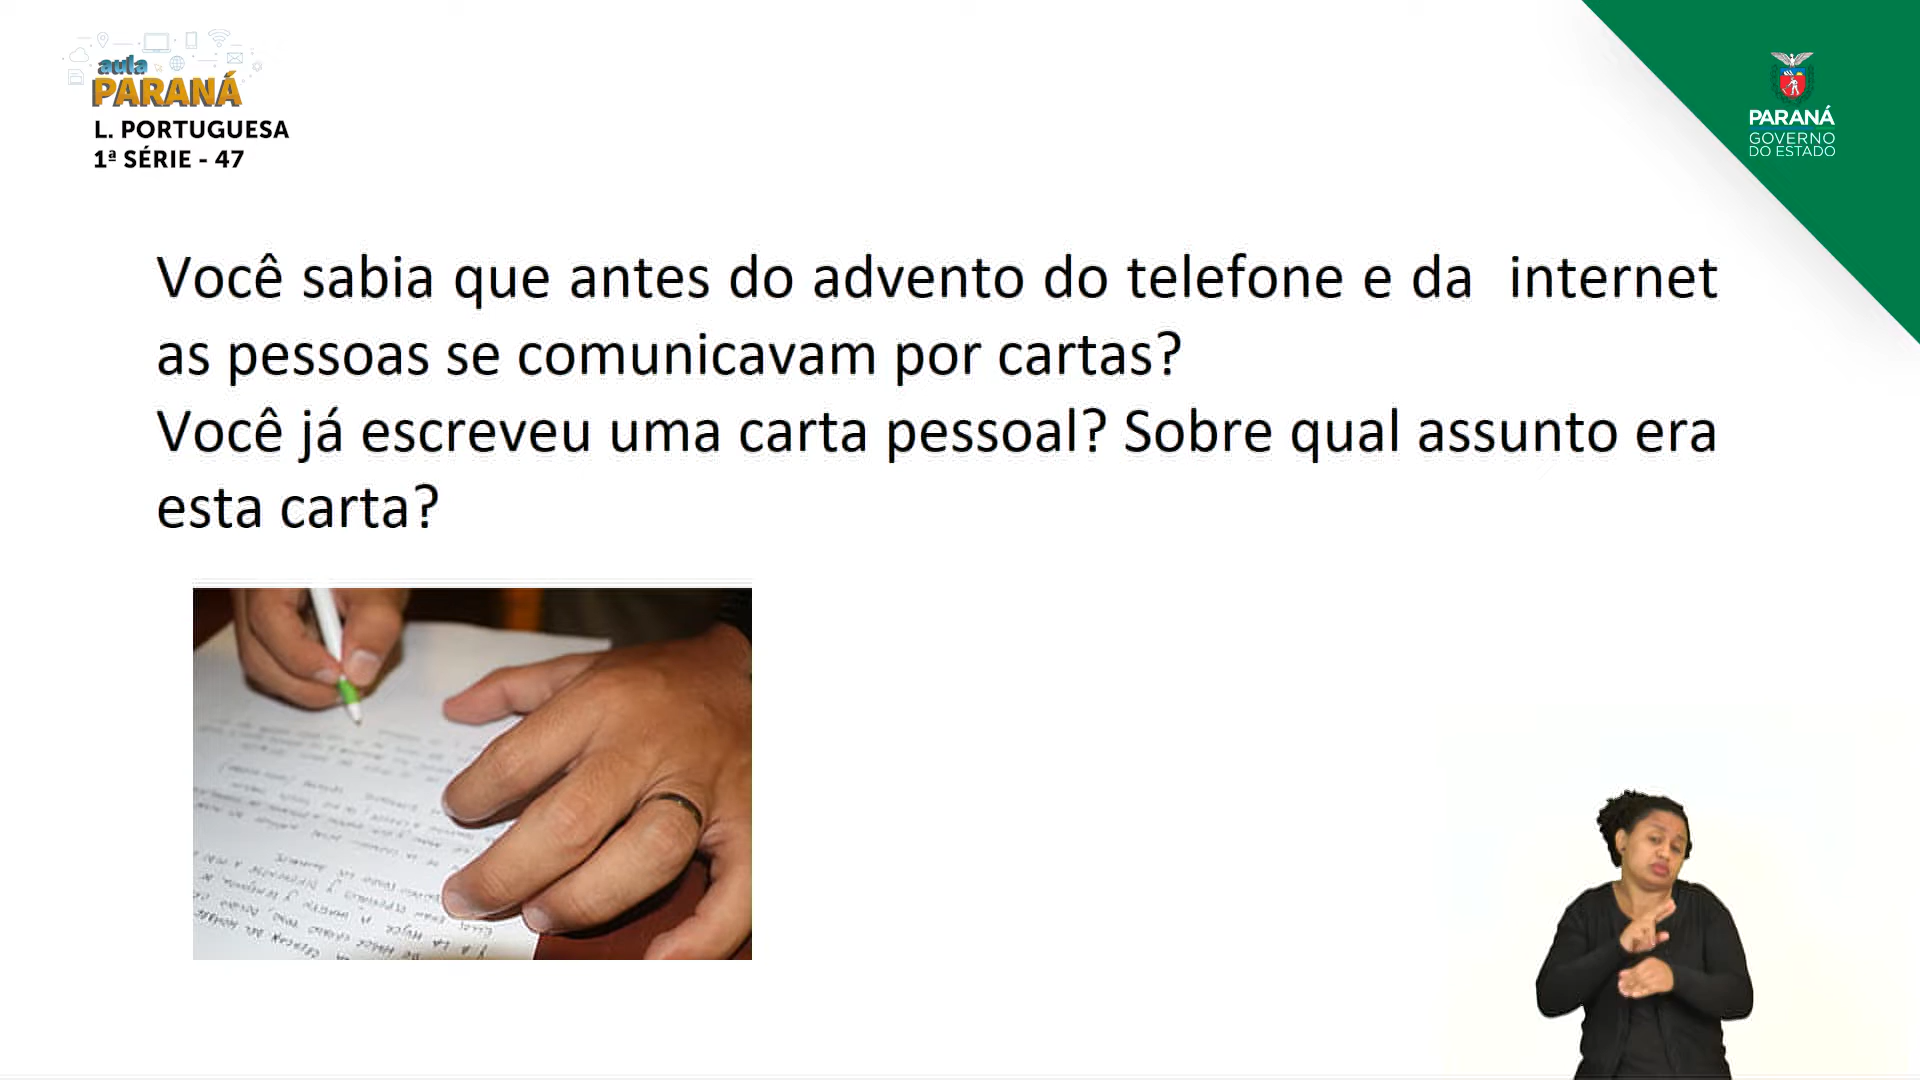 aula
PARANÁ
L. PORTUGUESA
1ª SÉRIE - 47
PARANÁ
GOVERNO
DO ESTADO
Você sabia que antes do advento do telefone e da internet
as pessoas se comunicavam por cartas?
Você já escreveu uma carta pessoal? Sobre qual assunto era
esta carta?